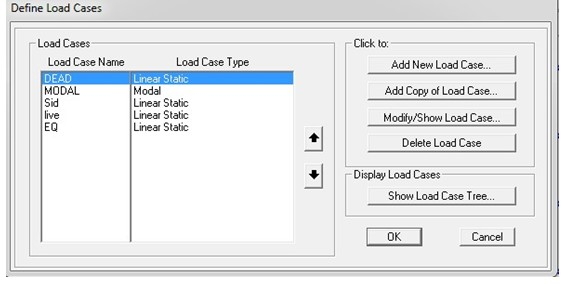 Define Load Cases
Load Cases
Click to:
Load Case Name Load Case Type
DEAD Linear Static
MODAL Modal
Sid Linear Static
live Linear Static
EQ Linear Static
Add New Load Case...
Add Copy of Load Case...
Modify/Show Load Case...
Delete Load Case
Display Load Cases
Show Load Case Tree...
OK Cancel